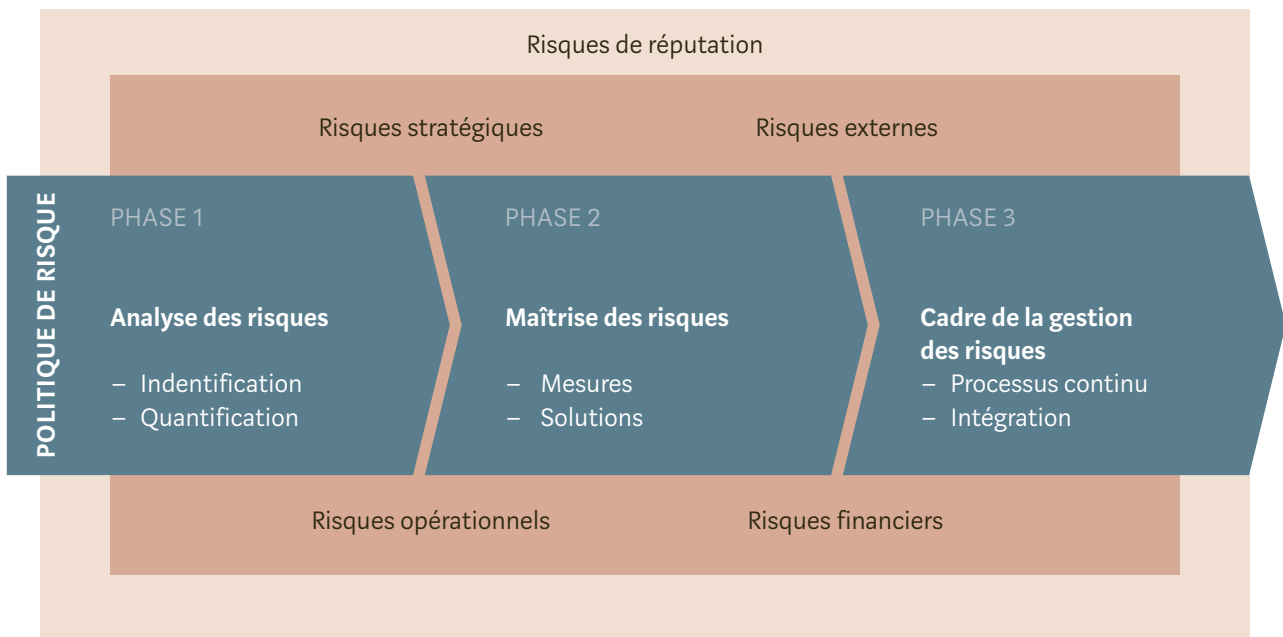 Risques de réputation
Risques stratégiques
Risques externes
POLITIQUE DE RISQUE
PHASE 1
Analyse des risques
– Indentification
– Quantification
PHASE 2
Maîtrise des risques
– Mesures
– Solutions
PHASE 3
Cadre de la gestion
des risques
– Processus continu
– Intégration
Risques opérationnels
Risques financiers